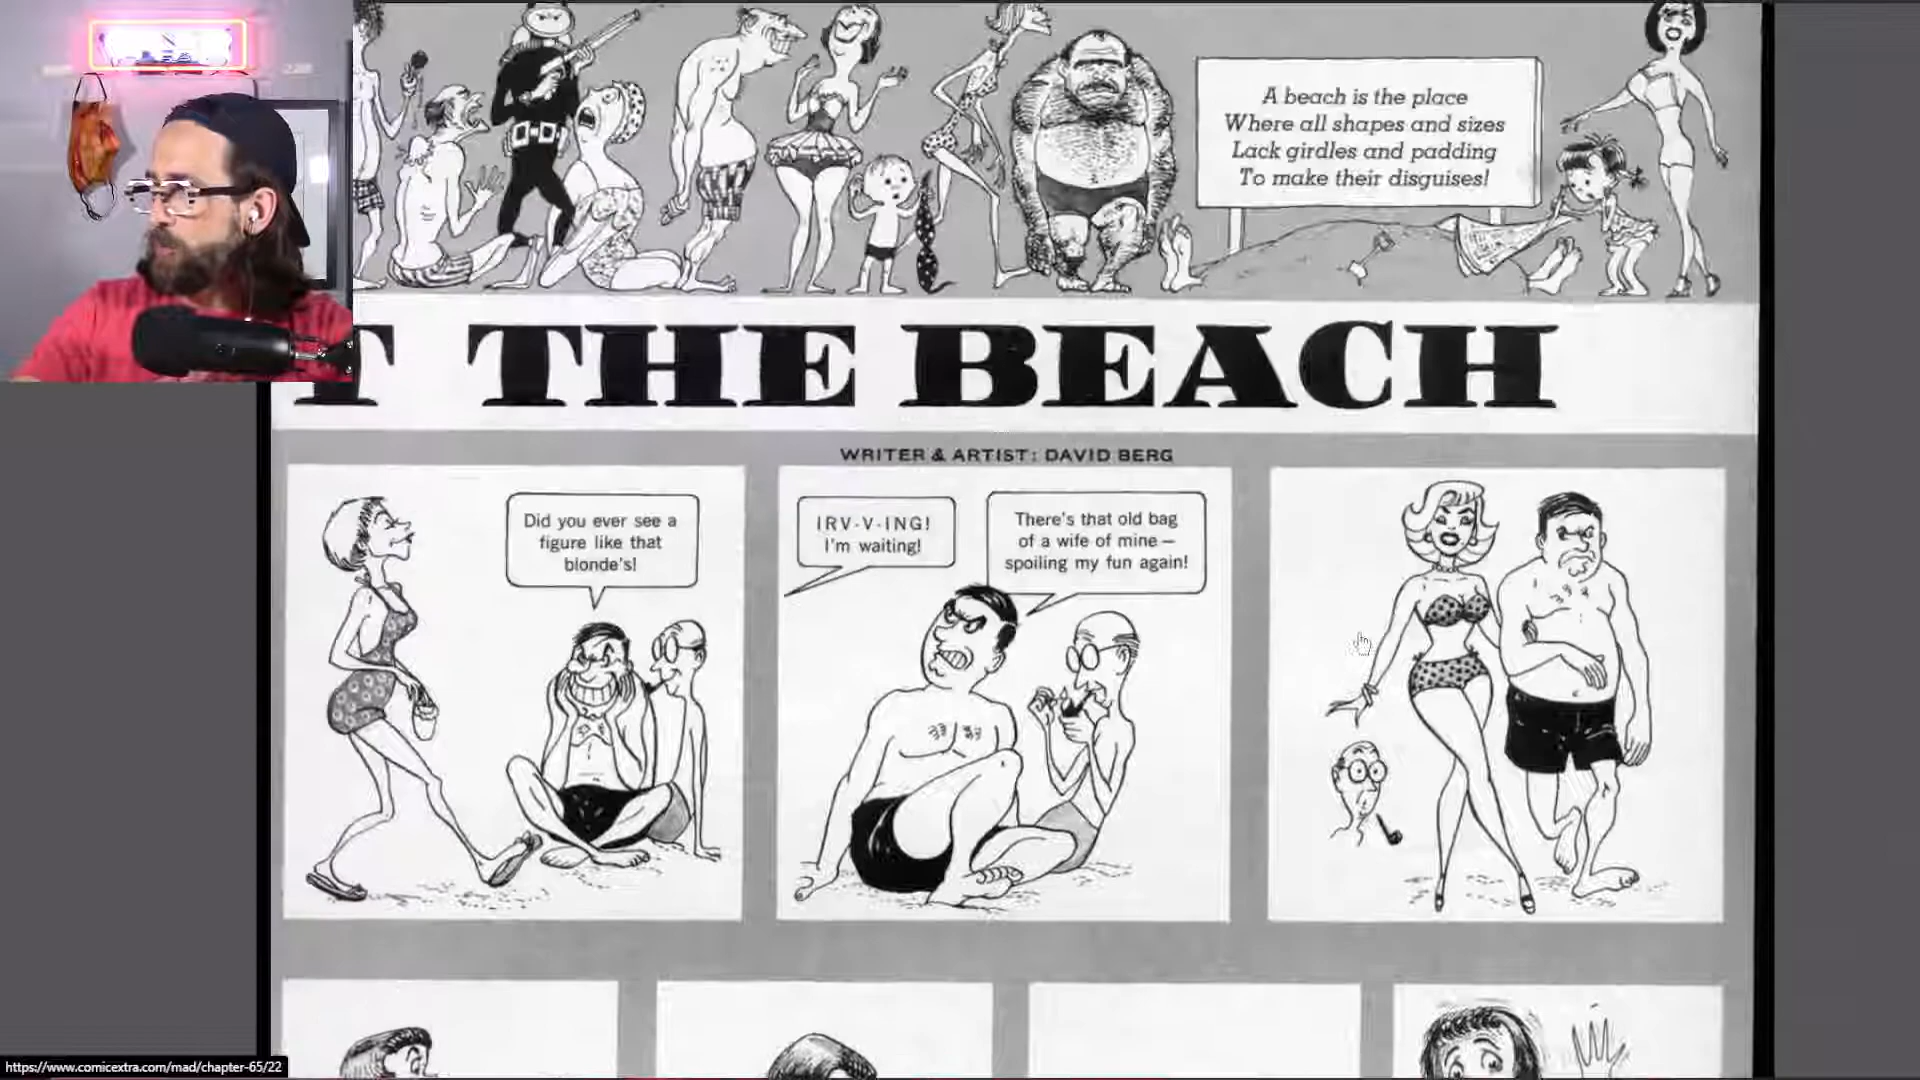 A beach is the place
Where all shapes and sizes
Lack girdles and padding
To make their disguises!
T THE BEACH
WRITER & ARTIST: DAVID BERG
Did you ever see a
figure like that
blonde's!
IRV-V-ING!
I'm waiting!
There's that old bag
of a wife of mine—
spoiling my fun again!
https://www.comicextra.com/mad/chapter-65/22